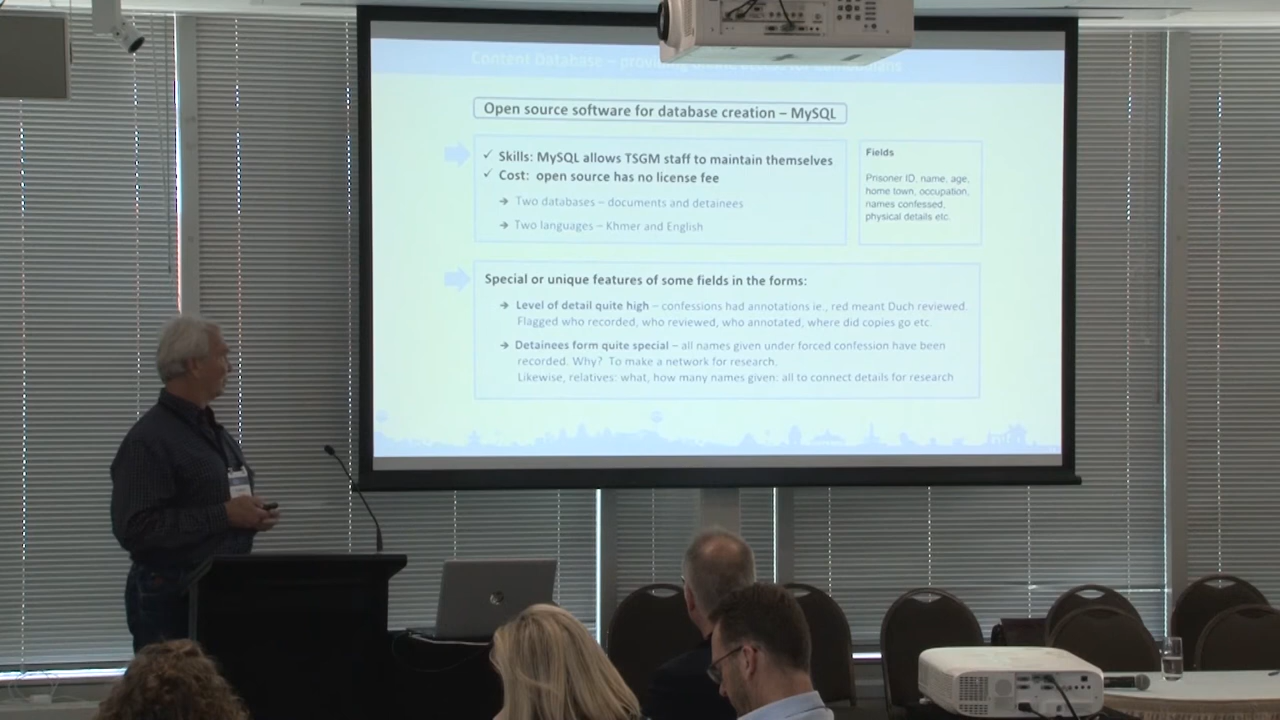 Content Database –
Open source software for database creation – MySQL
✓ Skills: MySQL allows TSGM staff to maintain themselves
✓ Cost: open source has no license fee
➔ Two databases – documents and detainees
➔ Two languages – Khmer and English
Fields
Prisoner ID, name, age,
home town, occupation,
names confessed,
physical details etc.
Special or unique features of some fields in the forms:
➔ Level of detail quite high – confessions had annotations ie., red meant Duch reviewed.
Flagged who recorded, who reviewed, who annotated, where did copies go etc.
➔ Detainees form quite special – all names given under forced confession have been
recorded. Why? To make a network for research.
Likewise, relatives: what, how many names given: all to connect details for research